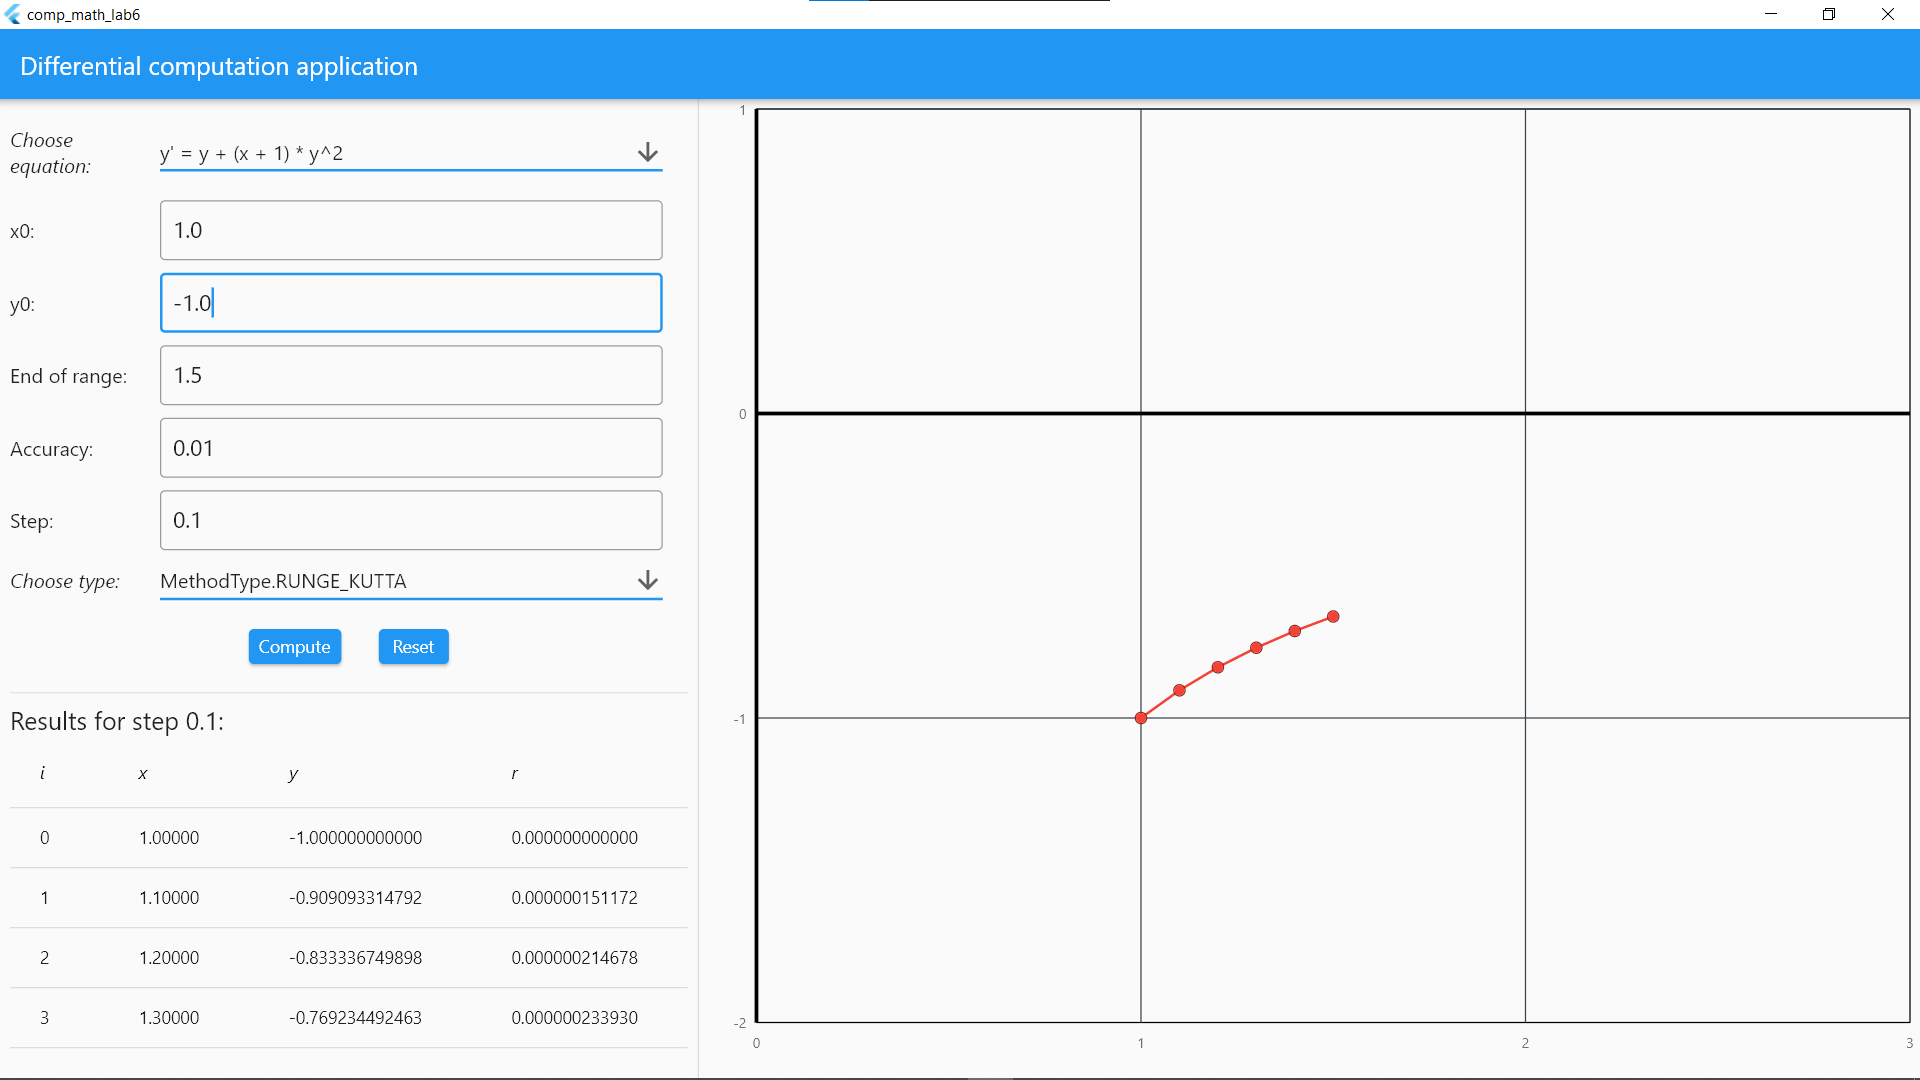 comp_math_lab6
Differential computation application
Choose
equation:
y' = y + (x + 1) * y^2
x0:
1.0
y0:
-1.0
End of range:
1.5
Accuracy:
0.01
Step:
0.1
Choose type:
MethodType.RUNGE_KUTTA
Compute Reset
Results for step 0.1:
i x y r
0 1.00000 -1.000000000000 0.000000000000
1 1.10000 -0.909093314792 0.000000151172
2 1.20000 -0.833336749898 0.000000214678
3 1.30000 -0.769234492463 0.000000233930
1
0
-1
-2
0 1 2 3